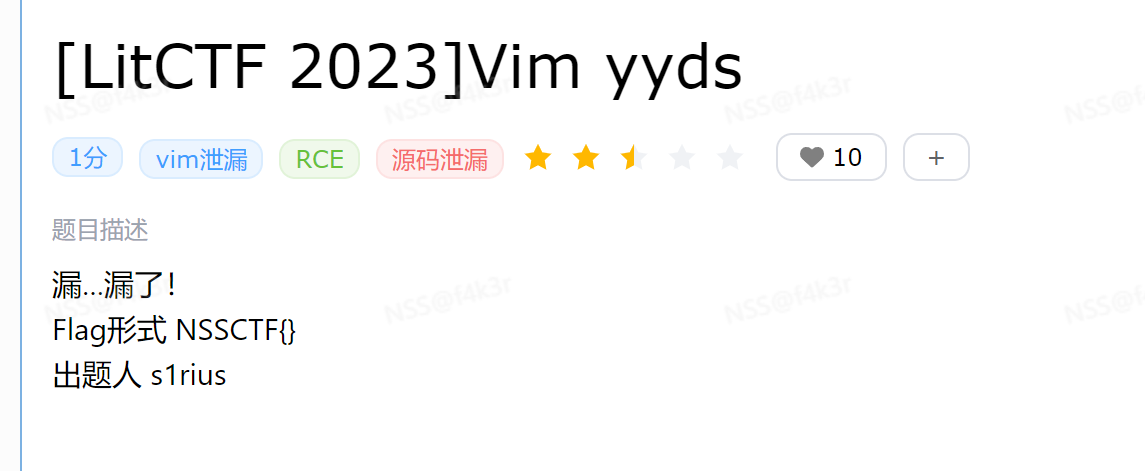 [LitCTF 2023]Vim yyds
NSS@f4k3r NSS@f4k3r NSS@f4
1分 vim泄漏 RCE 源码泄漏 10 +
题目描述
漏...漏了!
NSS@f4k3r NSS@f4k3r NSS@f4
Flag形式 NSSCTF{}
出题人 s1rius